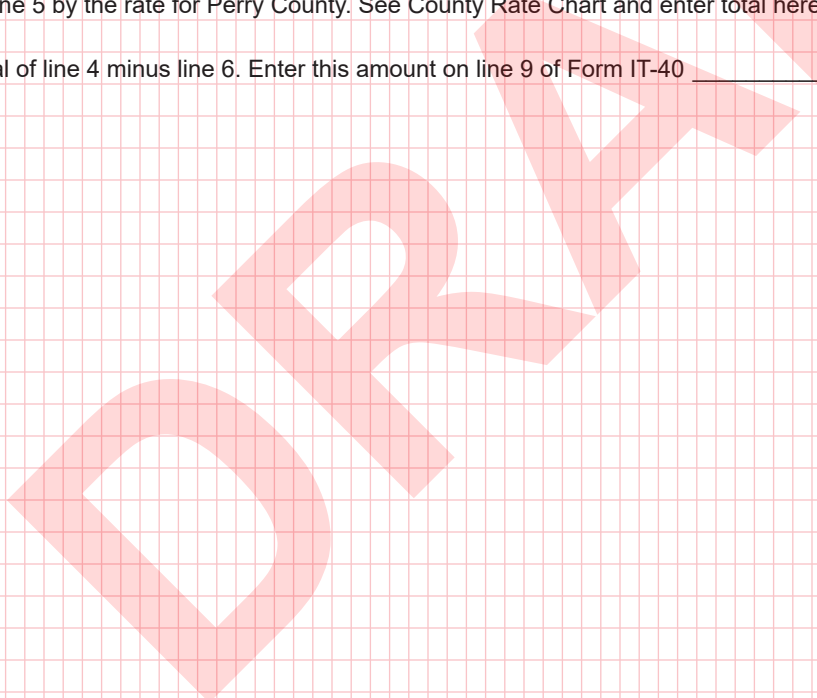 ne 5 by the rate for Perry County. See County Rate Chart and enter total here
al of line 4 minus line 6. Enter this amount on line 9 of Form IT-40
DRA